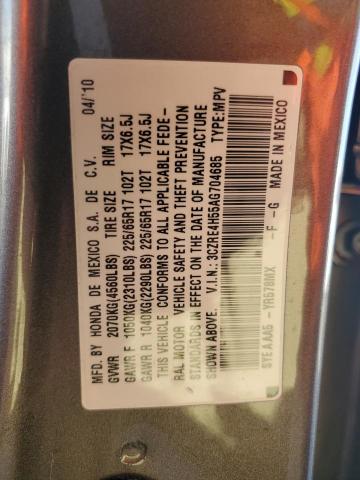 MFD. BY HONDA DE MEXICO S.A. DE C.V. 04/'10
GVWR 2070KG(4560LBS) TIRE SIZE RIM SIZE
GAWR F 1050KG(2310LBS) 225/65R17 102T 17X6.5J
GAWR R 1040KG(2290LBS) 225/65R17 102T 17X6.5J
THIS VEHICLE CONFORMS TO ALL APPLICABLE FEDE-
RAL MOTOR VEHICLE SAFETY AND THEFT PREVENTION
STANDARDS IN EFFECT ON THE DATE OF MANUFACTURE
SHOWN ABOVE. V.I.N.: 3CZRE4H55AG704685 TYPE:MPV
SYEAAA5 -YR578MX -F -G MADE IN MEXICO